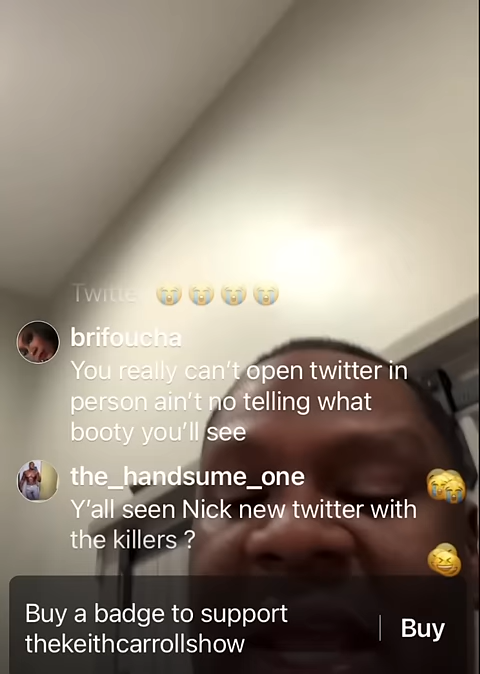 Twitter 😭😭😭😭
brifoucha
You really can't open twitter in
person ain't no telling what
booty you'll see
the_handsume_one
Y'all seen Nick new twitter with
the killers ?
Buy a badge to support
thekeithcarrollshow
Buy